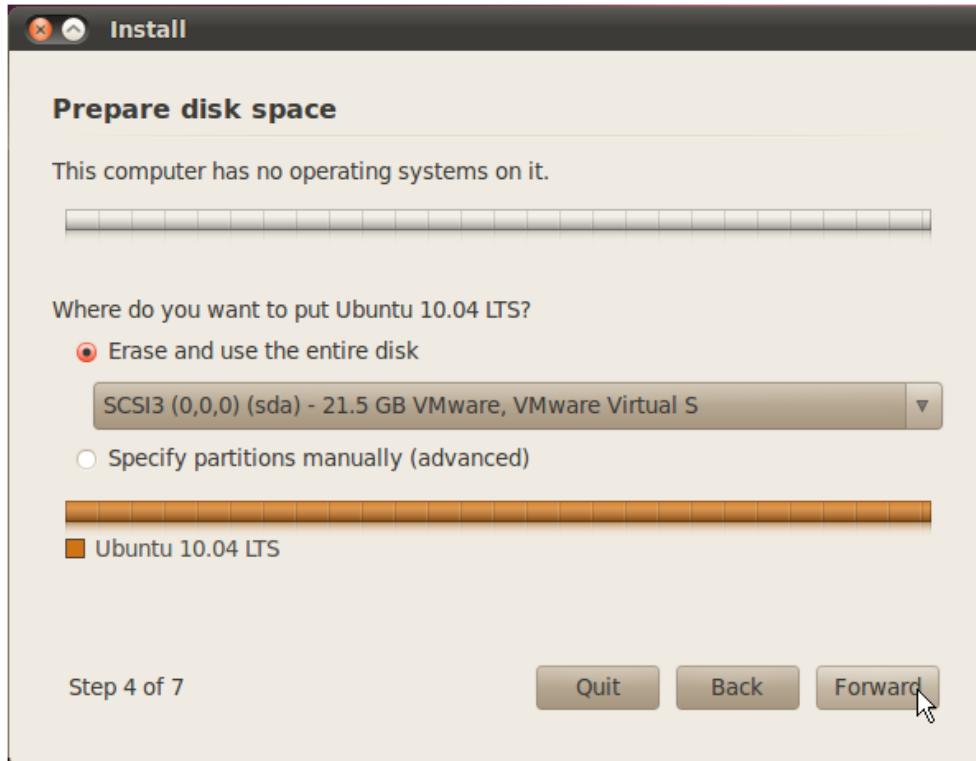 Install
Prepare disk space
This computer has no operating systems on it.
Where do you want to put Ubuntu 10.04 LTS?
Erase and use the entire disk
SCSI3 (0,0,0) (sda) - 21.5 GB VMware, VMware Virtual S
Specify partitions manually (advanced)
Ubuntu 10.04 LTS
Step 4 of 7 Quit Back Forward